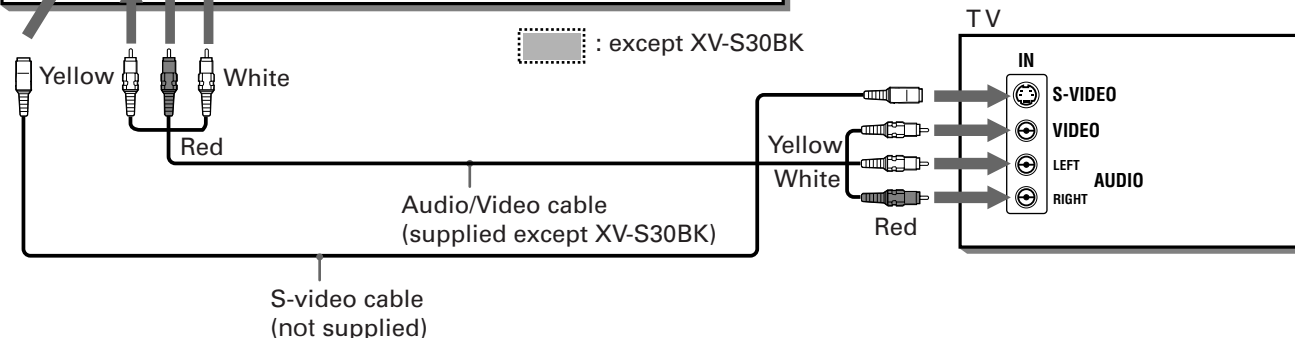 TV
: except XV-S30BK
IN
Yellow
White
S-VIDEO
VIDEO
Red
Yellow
LEFT
White
AUDIO
RIGHT
Audio/Video cable
(supplied except XV-S30BK)
Red
S-video cable
(not supplied)